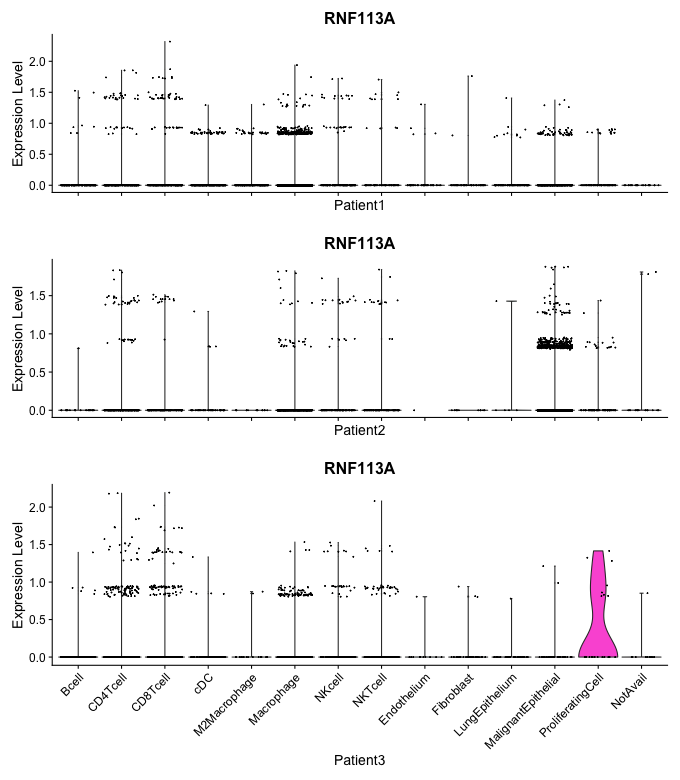 RNF113A
Expression Level
2.0
1.5
1.0
0.5
0.0
Patient1
RNF113A
Expression Level
1.5
1.0
0.5
0.0
Patient2
RNF113A
Expression Level
2.0
1.5
1.0
0.5
0.0
Bcell
CD4Tcell
CD8Tcell
cDC
M2Macrophage
Macrophage
NKcell
NKTcell
Endothelium
Fibroblast
LungEpithelium
MalignantEpithelial
ProliferatingCell
NotAvail
Patient3